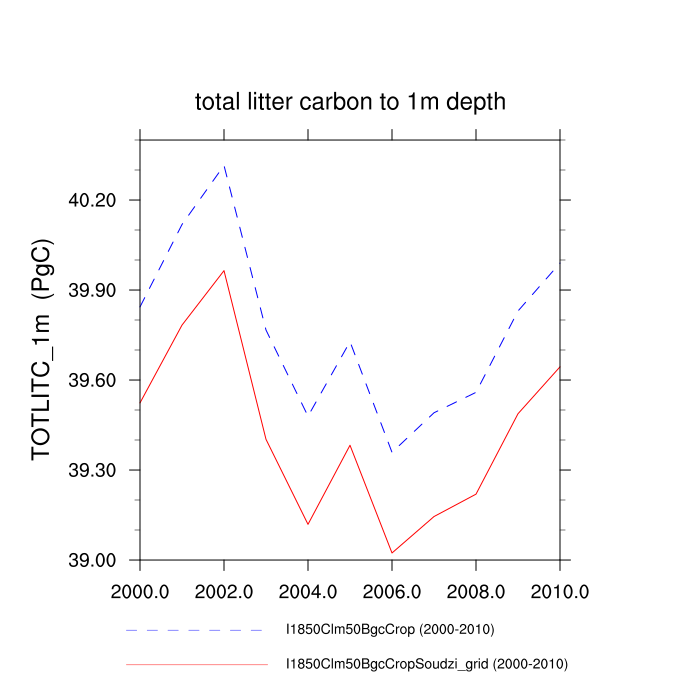 total litter carbon to 1m depth
TOTLITC_1m (PgC)
40.20
39.90
39.60
39.30
39.00
2000.0 2002.0 2004.0 2006.0 2008.0 2010.0
I1850Clm50BgcCrop (2000-2010)
I1850Clm50BgcCropSoudzi_grid (2000-2010)